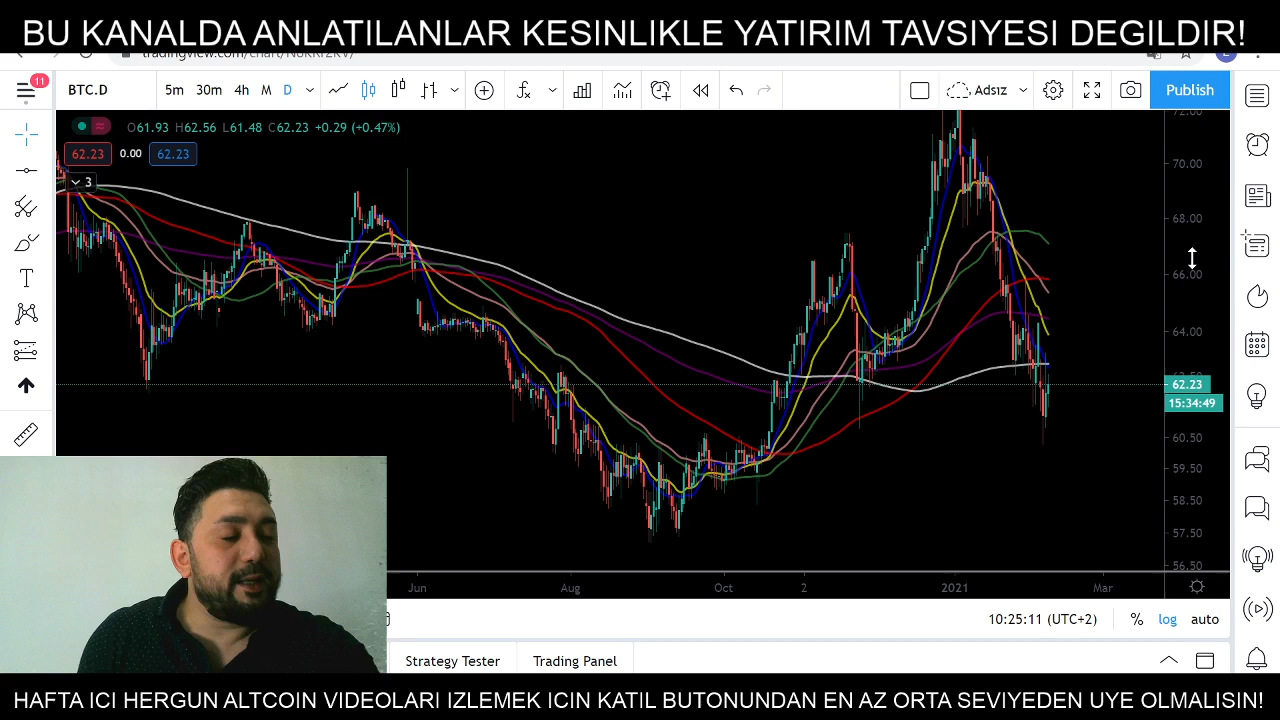 BU KANALDA ANLATILANLAR KESINLIKLE YATIRIM TAVSIYESI DEGILDIR!
11
BTC.D 5m 30m 4h M D Adsız Publish
O61.93 H62.56 L61.48 C62.23 +0.29 (+0.47%)
62.23 0.00 62.23
3
72.00
70.00
68.00
66.00
64.00
62.23
15:34:49
60.50
59.50
58.50
57.50
56.50
Jun Aug Oct 2 2021 Mar
10:25:11 (UTC+2) % log auto
Strategy Tester Trading Panel
HAFTA ICI HERGUN ALTCOIN VIDEOLARI IZLEMEK ICIN KATIL BUTONUNDAN EN AZ ORTA SEVIYEDEN UYE OLMALISIN!